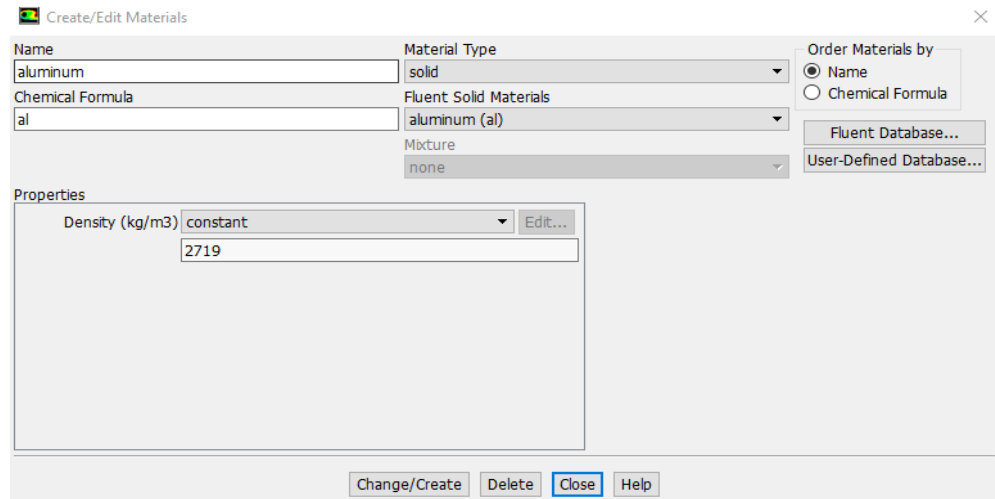 Create/Edit Materials
Name
aluminum
Chemical Formula
al
Material Type
solid
Fluent Solid Materials
aluminum (al)
Mixture
none
Order Materials by
Name
Chemical Formula
Fluent Database...
User-Defined Database...
Properties
Density (kg/m3) constant Edit...
2719
Change/Create Delete Close Help